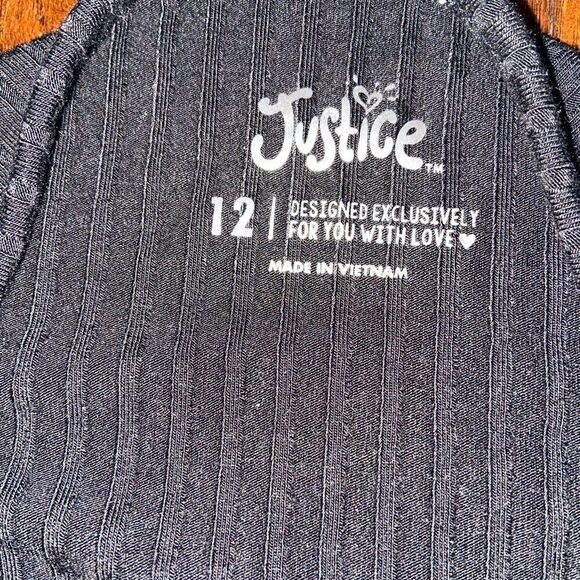 Justice™
12 | DESIGNED EXCLUSIVELY
FOR YOU WITH LOVE ♥
MADE IN VIETNAM